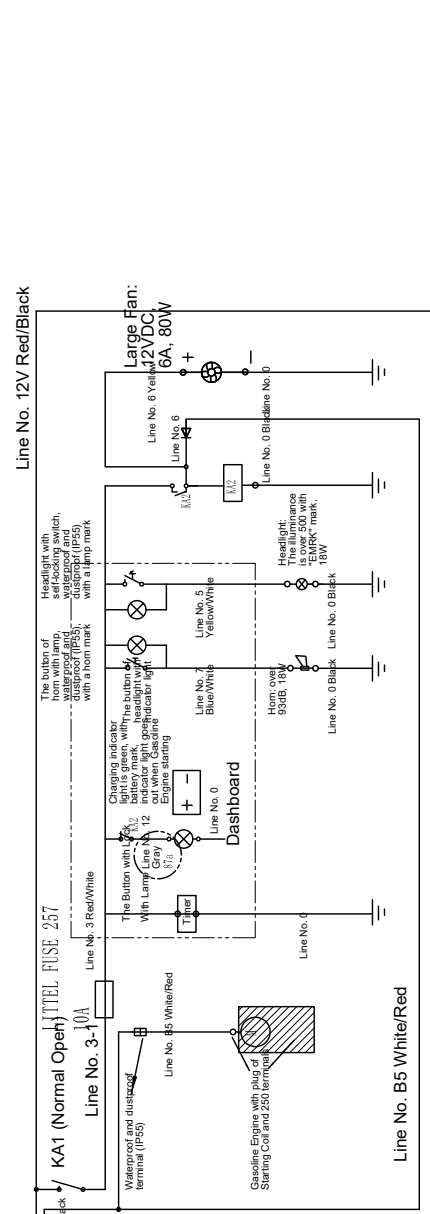 Line No. 12V Red/Black
Large Fan:
12VDC,
6A, 80W
+
−
Line No. 6 Yellow
Line No. 0
Line No. 6
Line No. 0 Black
KA2
KA2
Headlight with
self-locking switch,
waterproof and
dustproof (IP55)
with a lamp mark
The button of
horn with lamp,
waterproof and
dustproof (IP55),
with a horn mark
Headlight:
The illuminance
is over 500 with
"EMRK" mark,
18W
Line No. 5
Yellow/White
Line No. 0 Black
Line No. 7
Blue/White
Horn: over
93dB, 18W
Line No. 0 Black
The button of
headlight with
indicator light
Charging indicator
light is green, with
battery mark,
indicator light goes
out when Gasoline
Engine starting
+ −
Line No. 0
Dashboard
KA2
The Button with Lock
With Lamp Line No. 12
Gray
87a
Timer
Line No. 0
Line No. 3 Red/White
LITTEL FUSE 257
10A
KA1 (Normal Open)
Line No. 3-1
Waterproof and dustproof
terminal (IP55)
Line No. B5 White/Red
Gasoline Engine with plug of
Starting Coil and 250 terminals
M
Line No. B5 White/Red